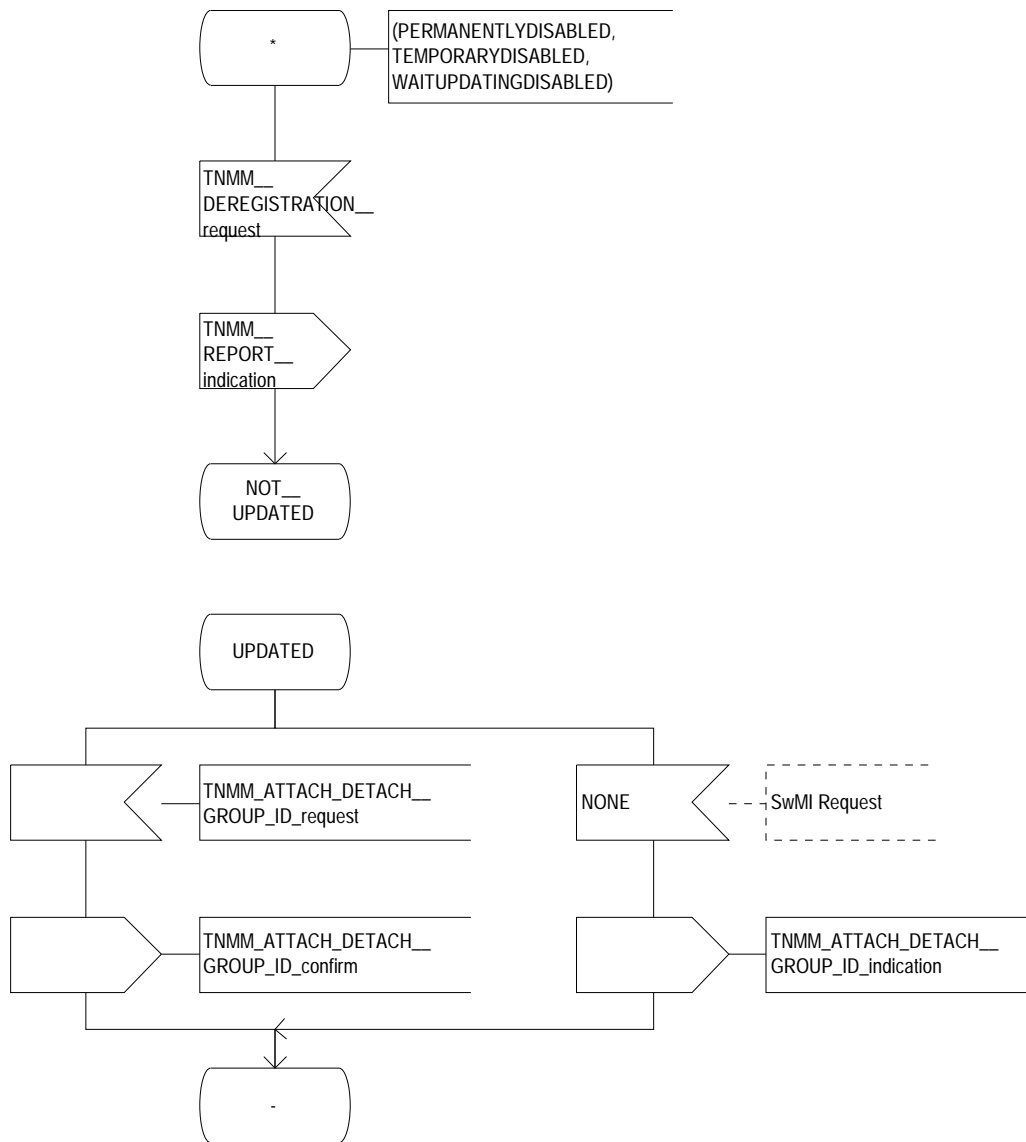 *
(PERMANENTLYDISABLED,
TEMPORARYDISABLED,
WAITUPDATINGDISABLED)
TNMM__
DEREGISTRATION__
request
TNMM__
REPORT__
indication
NOT__
UPDATED
UPDATED
TNMM_ATTACH_DETACH__
GROUP_ID_request
NONE
SwMI Request
TNMM_ATTACH_DETACH__
GROUP_ID_confirm
TNMM_ATTACH_DETACH__
GROUP_ID_indication
-